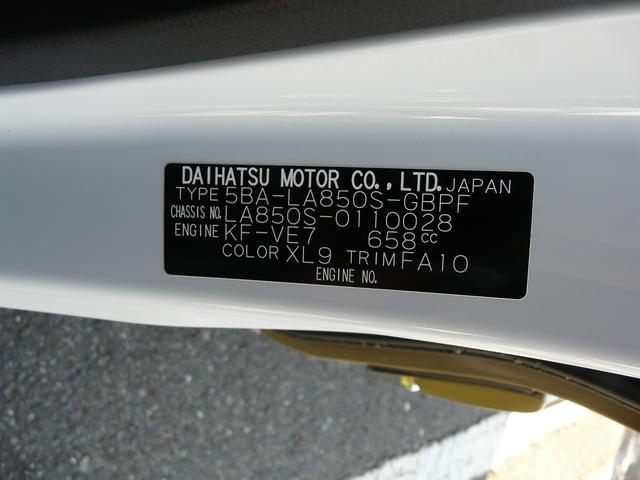 DAIHATSU MOTOR CO., LTD. JAPAN
TYPE 5BA-LA850S-GBPF
CHASSIS NO. LA850S-0110028
ENGINE KF-VE7 658cc
COLOR XL9 TRIM FA10
ENGINE NO.